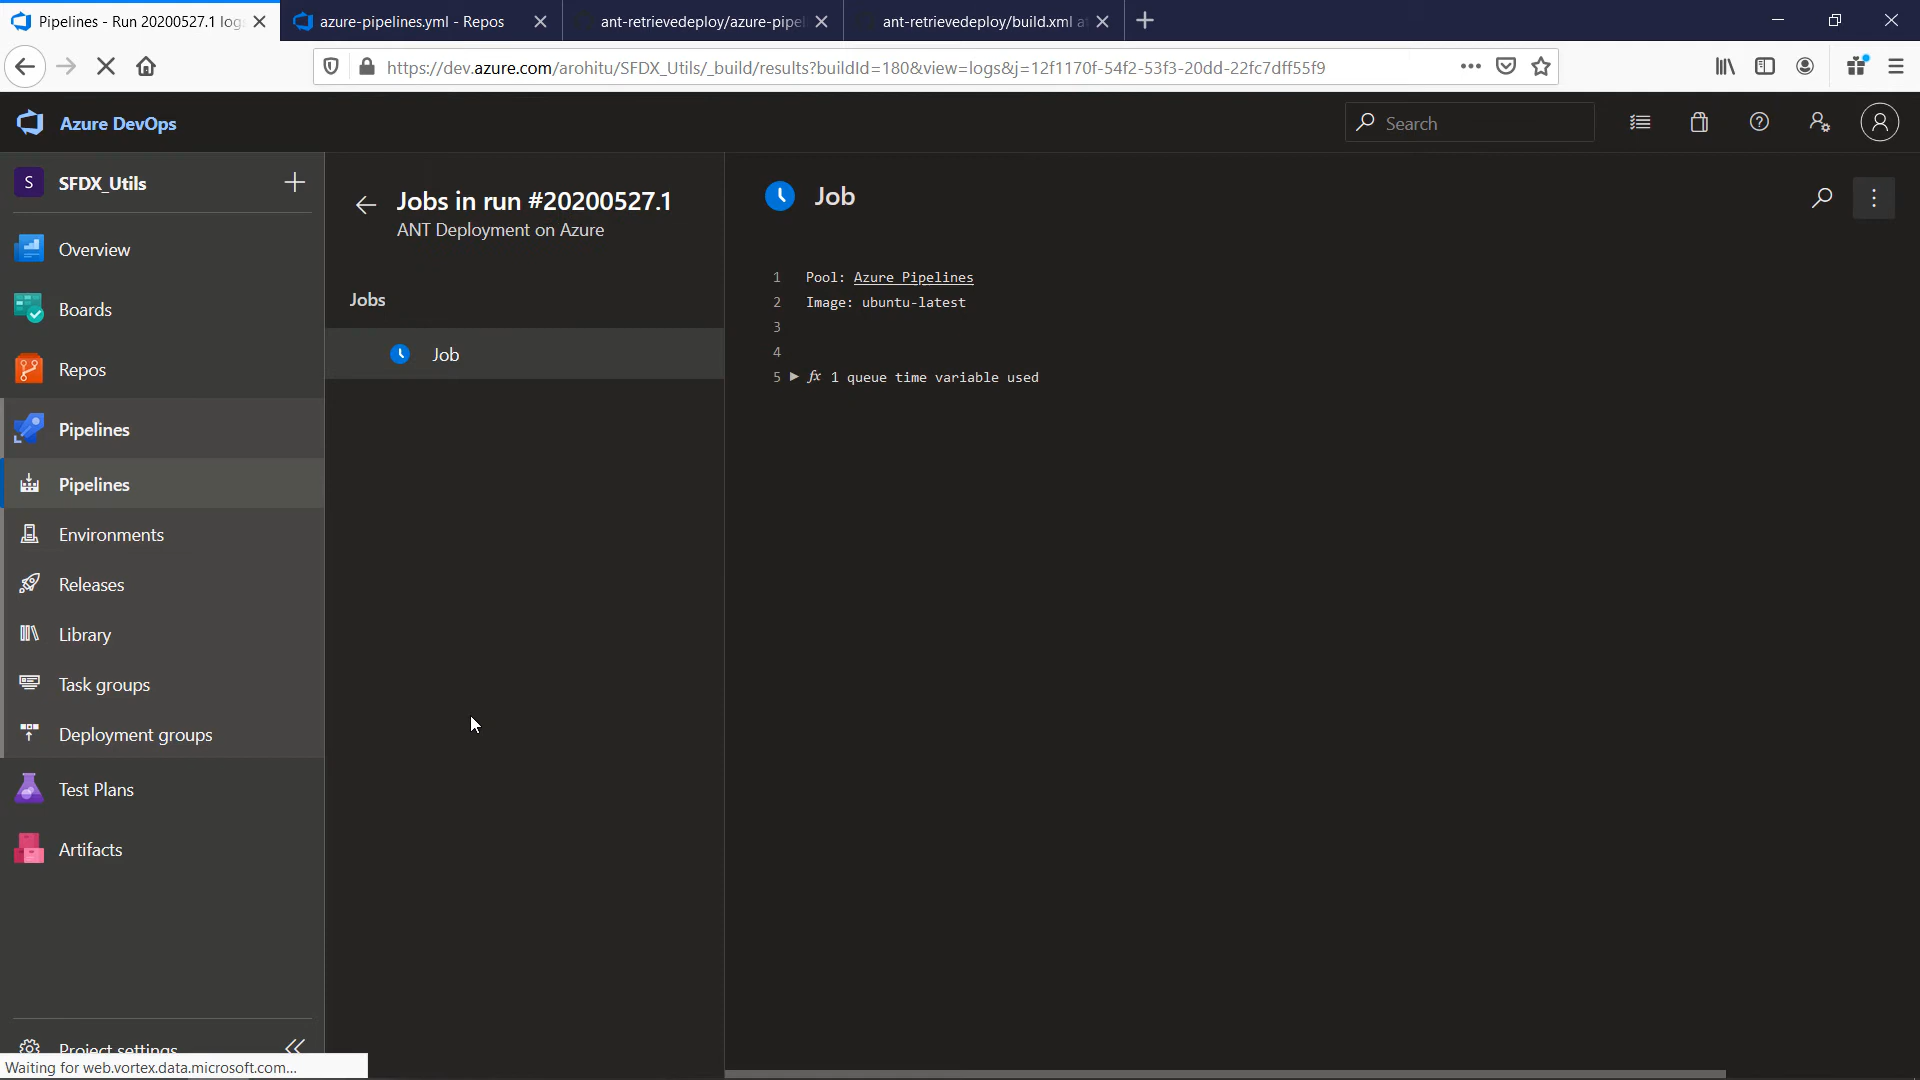 Pipelines - Run 20200527.1 log
azure-pipelines.yml - Repos
ant-retrievedeploy/azure-pipel
ant-retrievedeploy/build.xml a
https://dev.azure.com/arohitu/SFDX_Utils/_build/results?buildId=180&view=logs&j=12f1170f-54f2-53f3-20dd-22fc7dff55f9
Azure DevOps
Search
S
SFDX_Utils
Overview
Boards
Repos
Pipelines
Pipelines
Environments
Releases
Library
Task groups
Deployment groups
Test Plans
Artifacts
Project settings
Waiting for web.vortex.data.microsoft.com...
Jobs in run #20200527.1
ANT Deployment on Azure
Jobs
Job
Job
1 Pool: Azure Pipelines
2 Image: ubuntu-latest
3
4
5 fx 1 queue time variable used